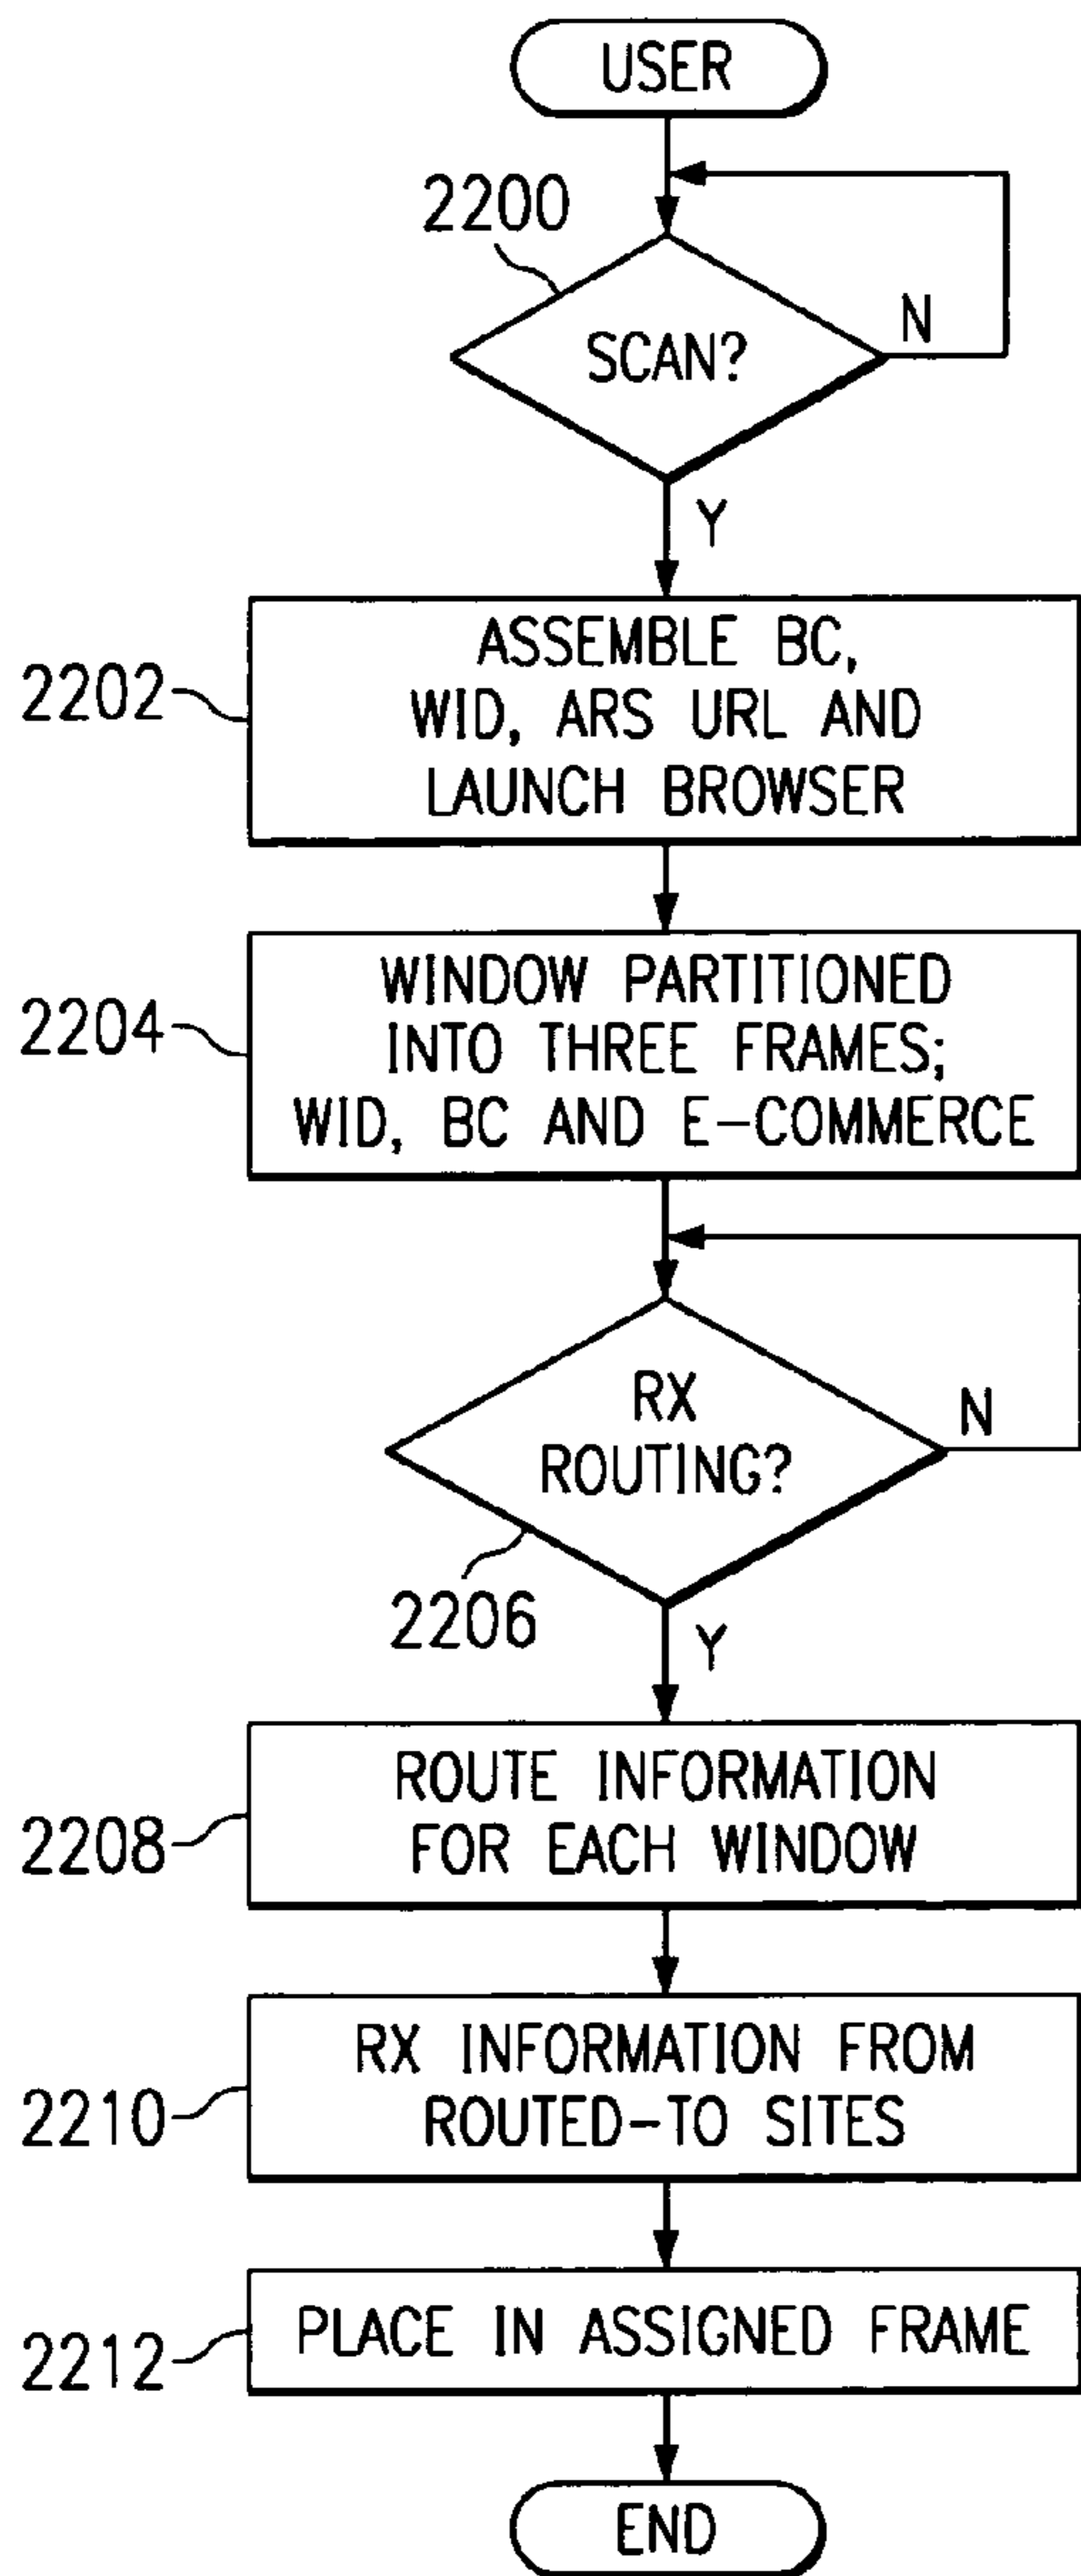 USER
2200
SCAN?
N
Y
2202
ASSEMBLE BC,
WID, ARS URL AND
LAUNCH BROWSER
2204
WINDOW PARTITIONED
INTO THREE FRAMES;
WID, BC AND E-COMMERCE
RX
ROUTING?
N
2206
Y
2208
ROUTE INFORMATION
FOR EACH WINDOW
2210
RX INFORMATION FROM
ROUTED-TO SITES
2212
PLACE IN ASSIGNED FRAME
END